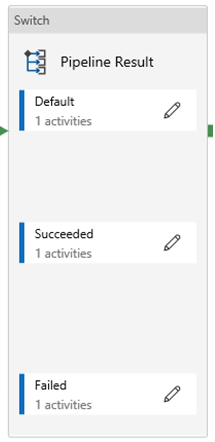 Switch
Pipeline Result
Default
1 activities
Succeeded
1 activities
Failed
1 activities